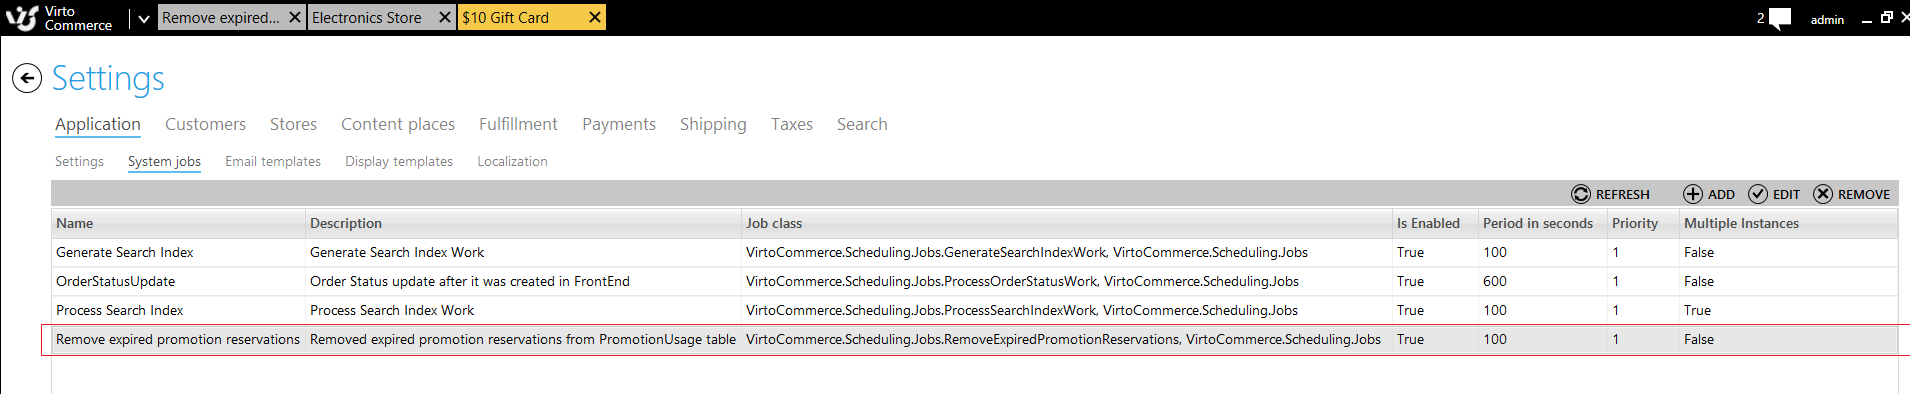 Virto Commerce
Remove expired... Electronics Store $10 Gift Card 2 admin
Settings
Application Customers Stores Content places Fulfillment Payments Shipping Taxes Search
Settings System jobs Email templates Display templates Localization
REFRESH ADD EDIT REMOVE
Name Description Job class Is Enabled Period in seconds Priority Multiple Instances
Generate Search Index Generate Search Index Work VirtoCommerce.Scheduling.Jobs.GenerateSearchIndexWork, VirtoCommerce.Scheduling.Jobs True 100 1 False
OrderStatusUpdate Order Status update after it was created in FrontEnd VirtoCommerce.Scheduling.Jobs.ProcessOrderStatusWork, VirtoCommerce.Scheduling.Jobs True 600 1 False
Process Search Index Process Search Index Work VirtoCommerce.Scheduling.Jobs.ProcessSearchIndexWork, VirtoCommerce.Scheduling.Jobs True 100 1 True
Remove expired promotion reservations Removed expired promotion reservations from PromotionUsage table VirtoCommerce.Scheduling.Jobs.RemoveExpiredPromotionReservations, VirtoCommerce.Scheduling.Jobs True 100 1 False